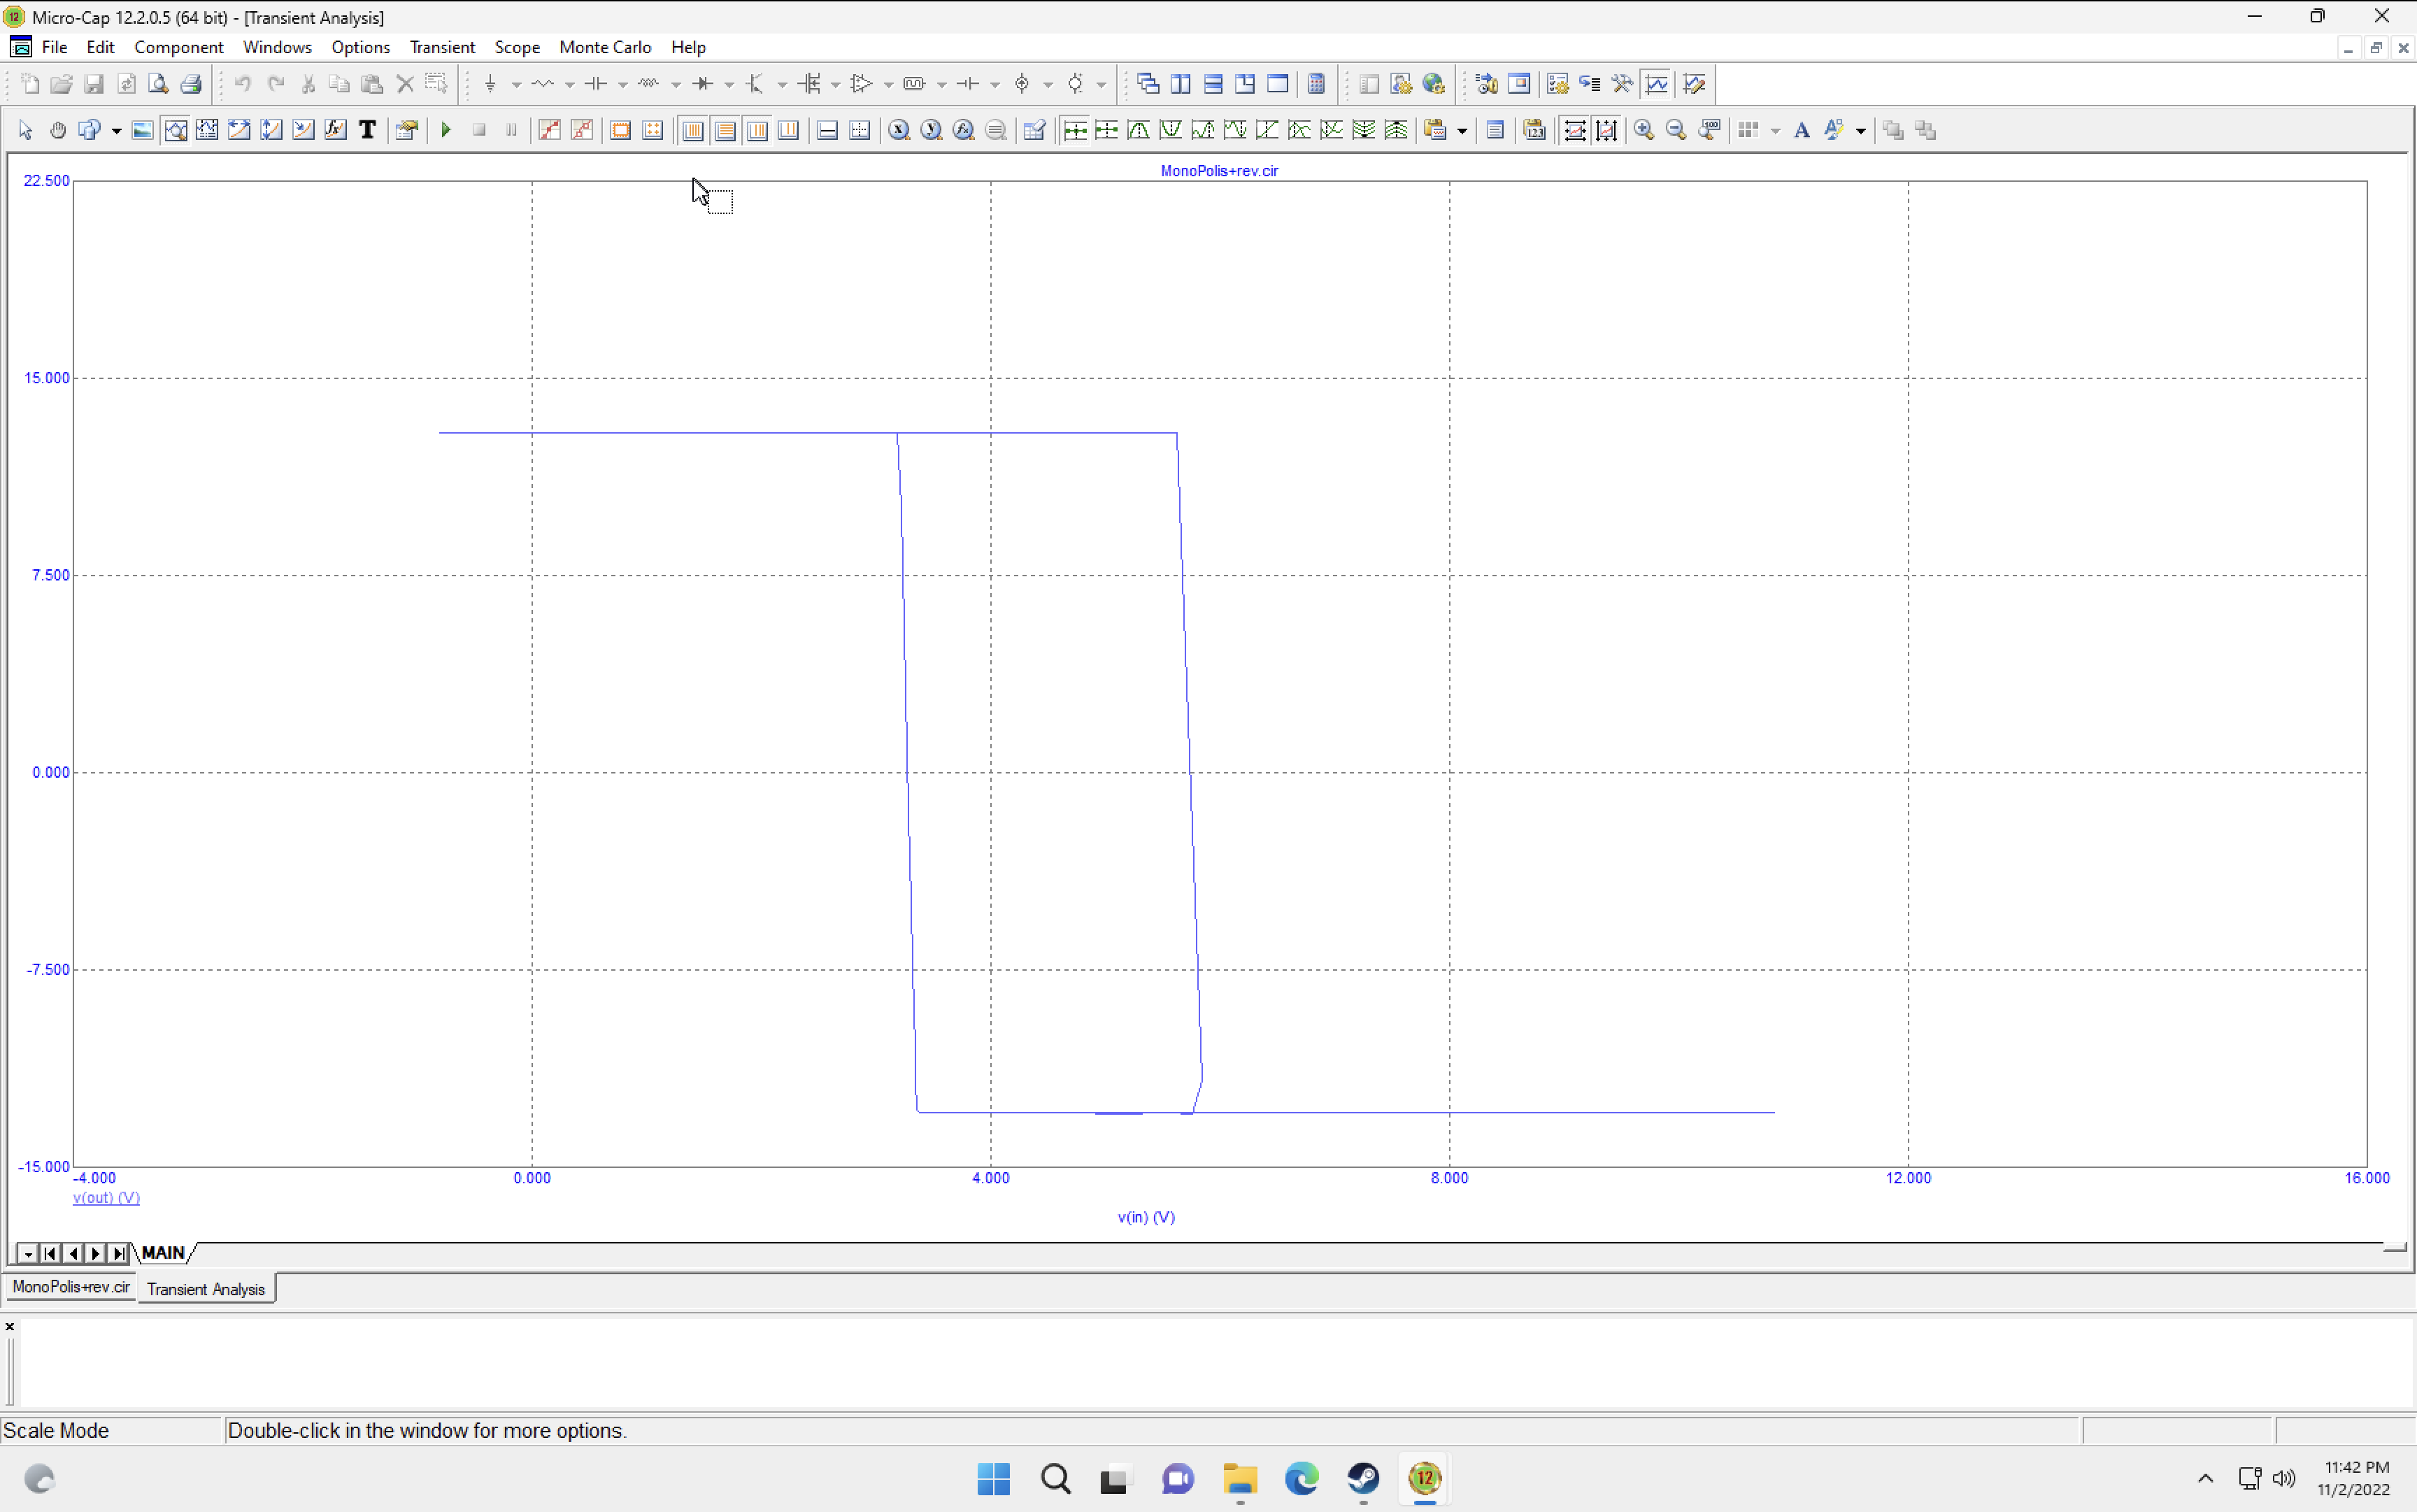 Micro-Cap 12.2.0.5 (64 bit) - [Transient Analysis]
File Edit Component Windows Options Transient Scope Monte Carlo Help
MonoPolis+rev.cir
22.500
15.000
7.500
0.000
-7.500
-15.000
-4.000 0.000 4.000 8.000 12.000 16.000
v(out) (V)
v(in) (V)
MAIN
MonoPolis+rev.cir Transient Analysis
Scale Mode Double-click in the window for more options.
11:42 PM
11/2/2022